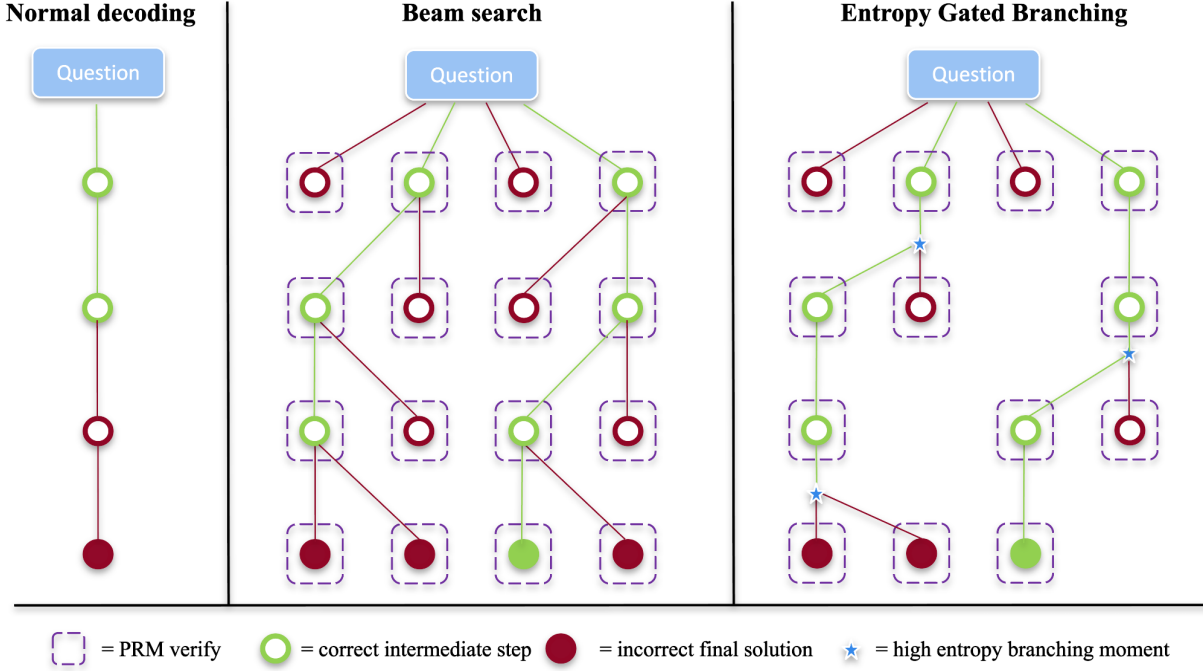 Normal decoding
Beam search
Entropy Gated Branching
Question
Question
Question
= PRM verify
= correct intermediate step
= incorrect final solution
= high entropy branching moment